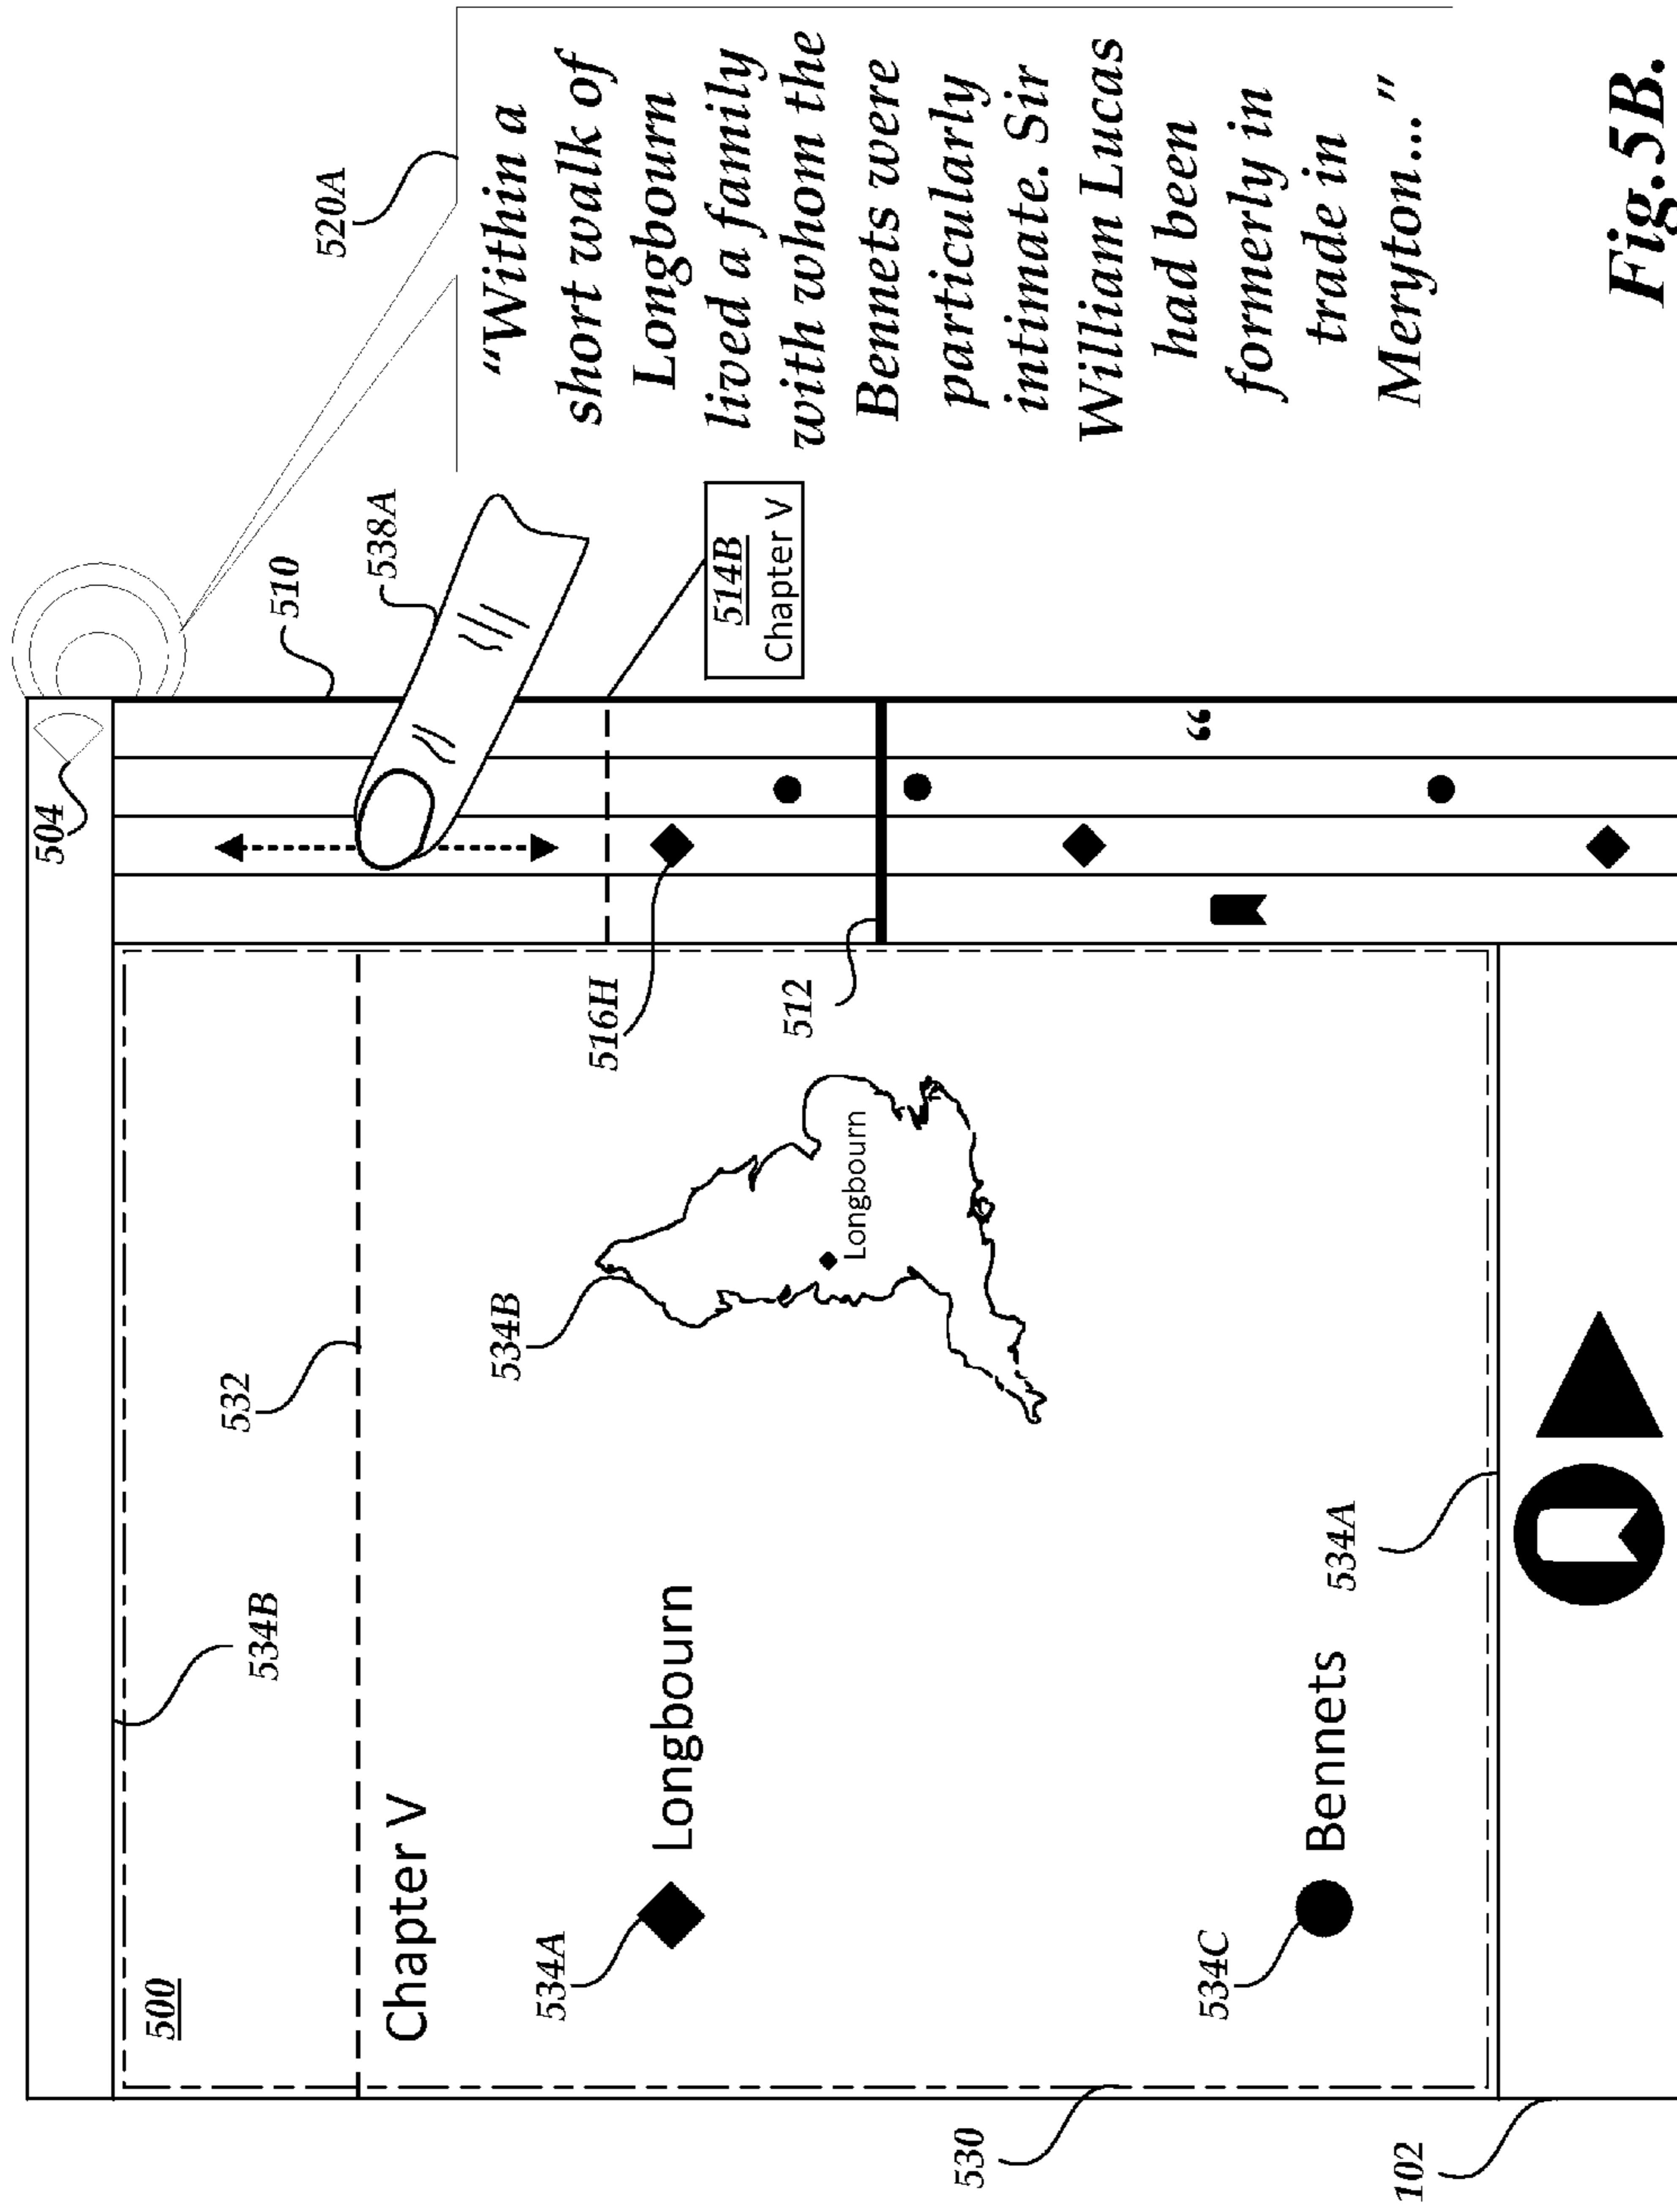 504
510
538A
520A
500
534B
532
Chapter V
514B
Chapter V
534A
Longbourn
534B
Longbourn
516H
512
“
534C
Bennets
534A
530
102
“Within a
short walk of
Longbourn
lived a family
with whom the
Bennets were
particularly
intimate. Sir
William Lucas
had been
formerly in
trade in
Meryton...”
Fig.5B.